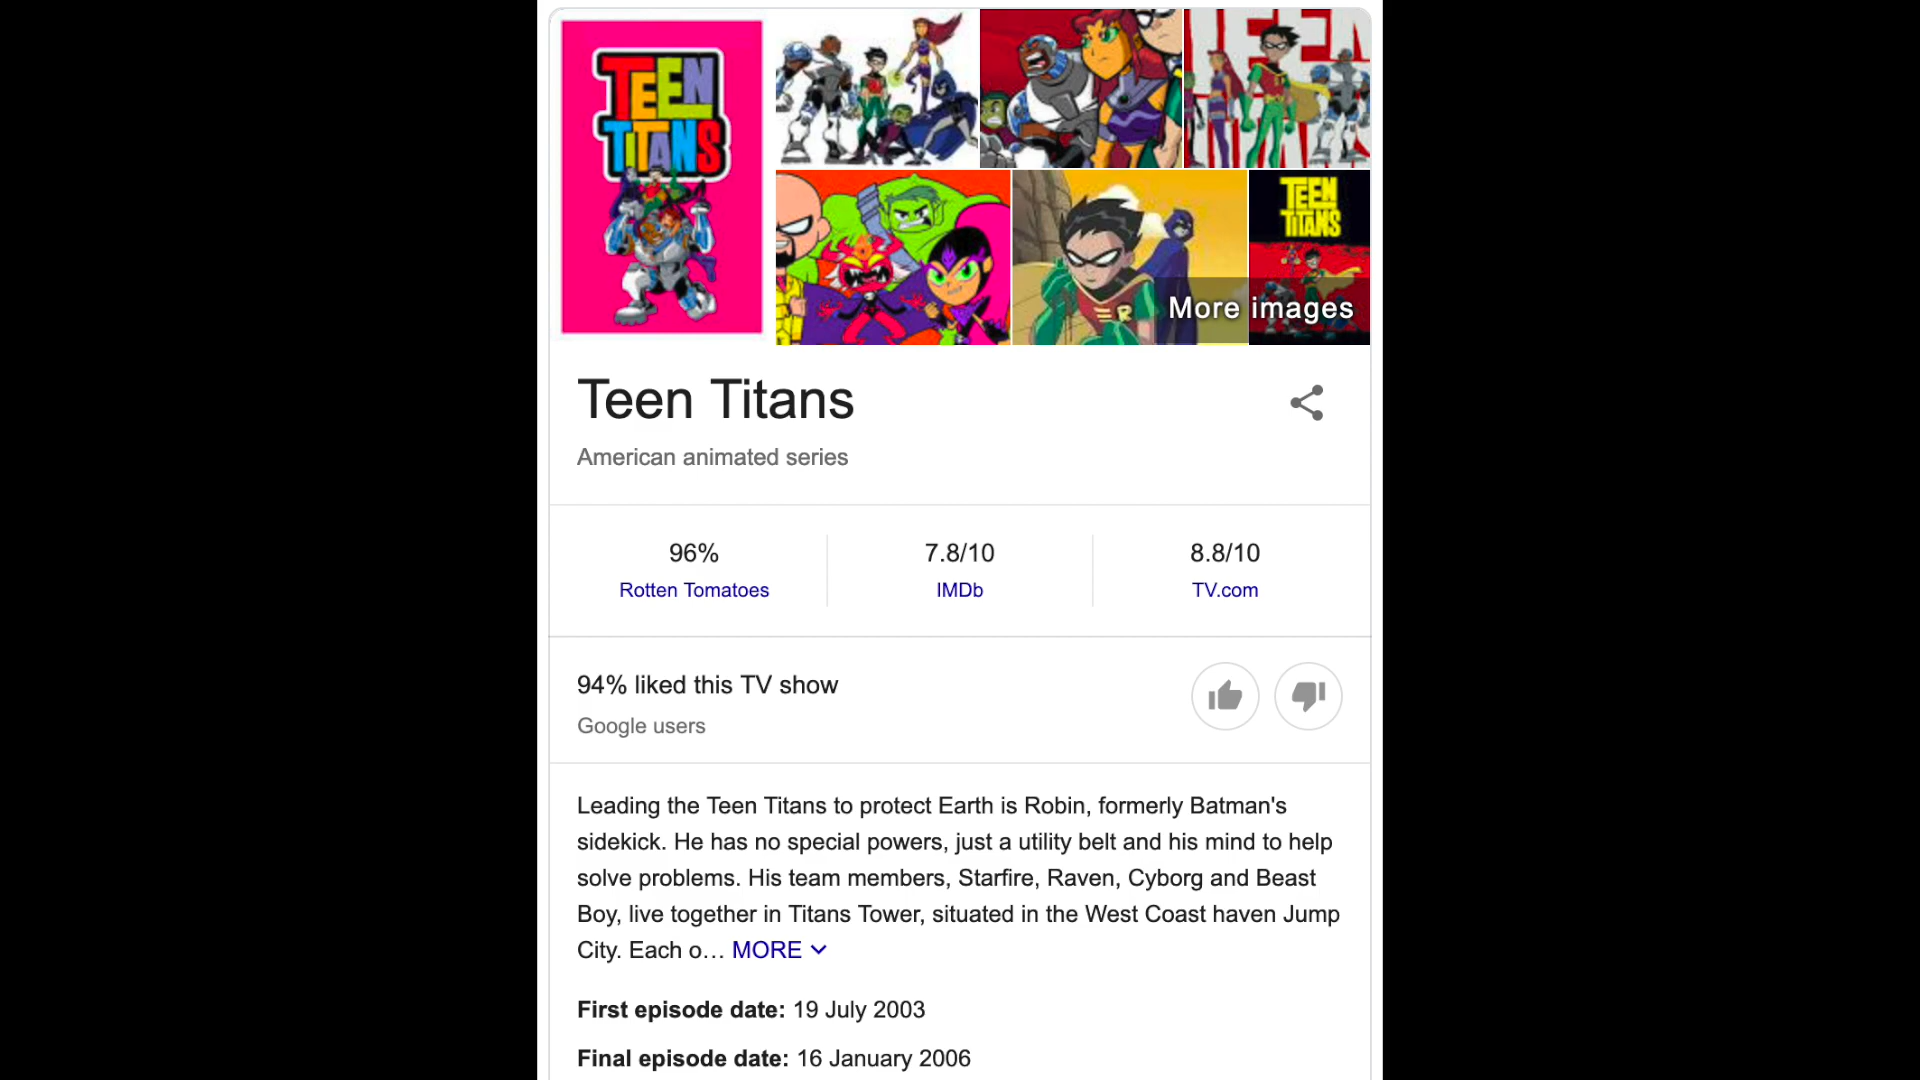 TEEN
TITANS
TEEN
TEEN
TITANS
R
More images
Teen Titans
American animated series
96%
Rotten Tomatoes
7.8/10
IMDb
8.8/10
TV.com
94% liked this TV show
Google users
Leading the Teen Titans to protect Earth is Robin, formerly Batman's
sidekick. He has no special powers, just a utility belt and his mind to help
solve problems. His team members, Starfire, Raven, Cyborg and Beast
Boy, live together in Titans Tower, situated in the West Coast haven Jump
City. Each o… MORE
First episode date: 19 July 2003
Final episode date: 16 January 2006